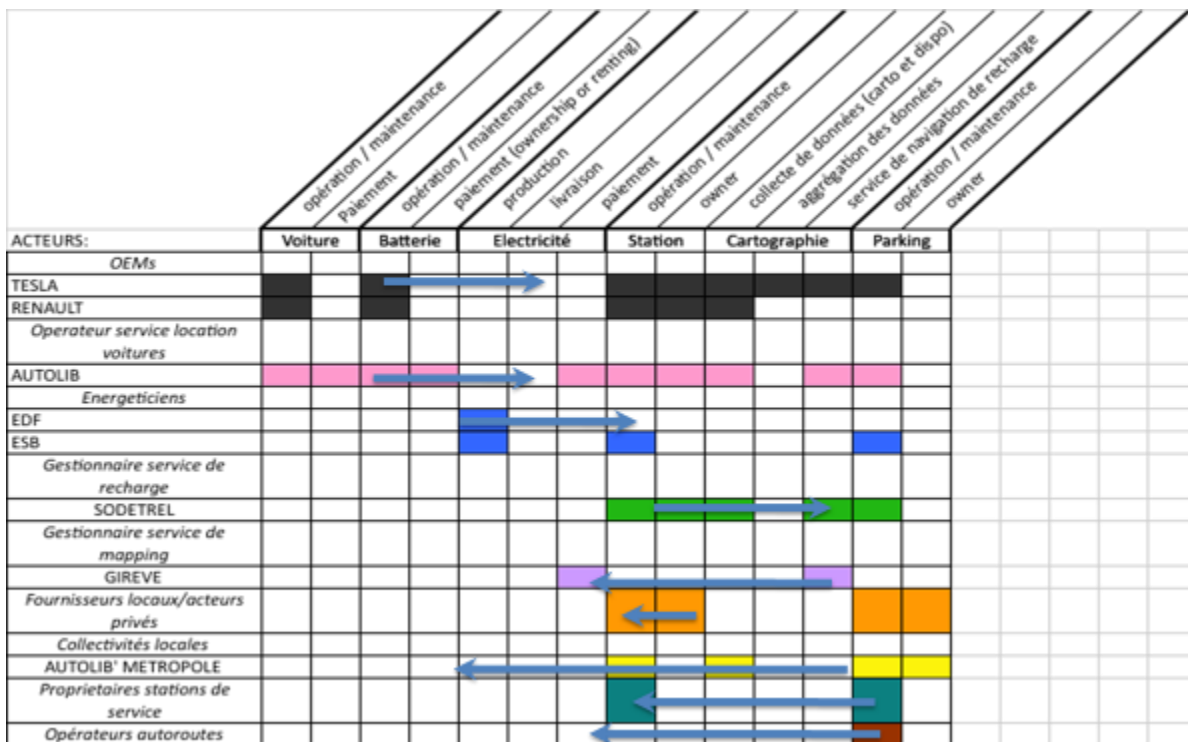 opération / maintenance
Paiement
opération / maintenance
paiement (ownership or renting)
production
livraison
paiement
opération / maintenance
owner
collecte de données (carto et dispo)
aggrégation des données
service de navigation de recharge
opération / maintenance
owner
ACTEURS: Voiture Batterie Electricité Station Cartographie Parking
OEMs
TESLA
RENAULT
Operateur service location
voitures
AUTOLIB
Energeticiens
EDF
ESB
Gestionnaire service de
recharge
SODETREL
Gestionnaire service de
mapping
GIREVE
Fournisseurs locaux/acteurs
privés
Collectivités locales
AUTOLIB' METROPOLE
Proprietaires stations de
service
Opérateurs autoroutes